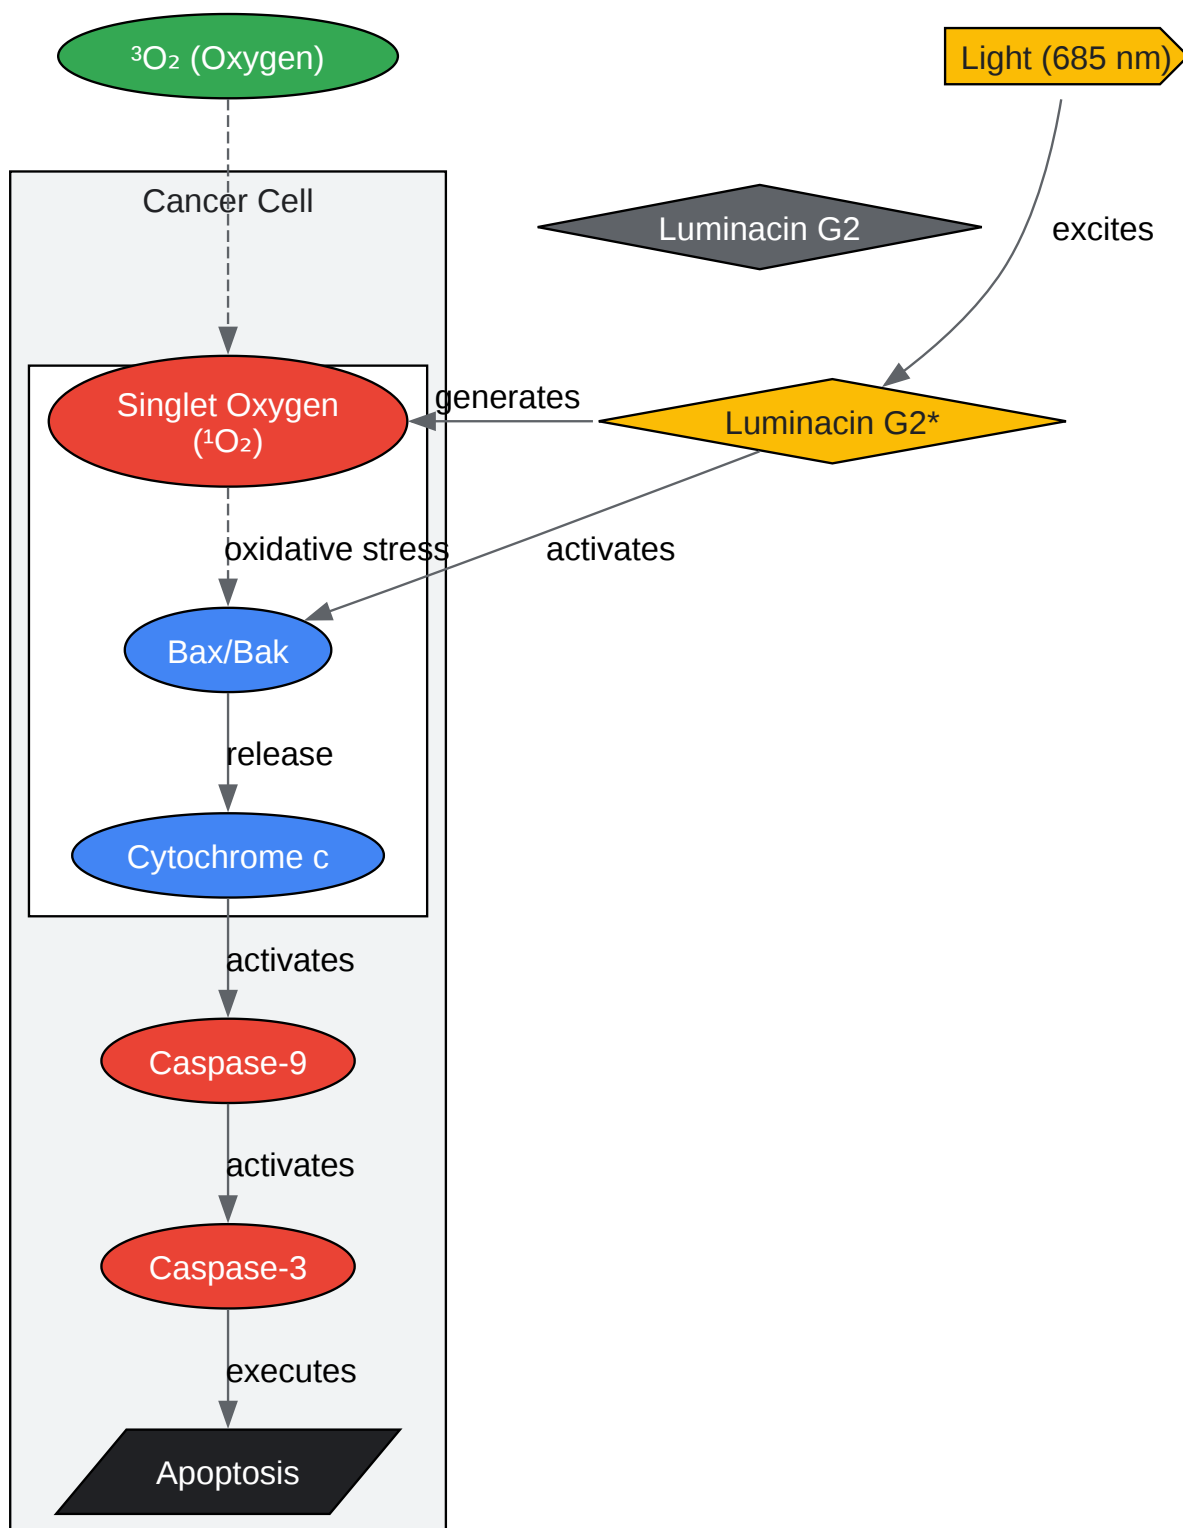 ³O₂ (Oxygen)
Light (685 nm)
Cancer Cell
Luminacin G2
excites
Singlet Oxygen
(¹O₂)
generates
Luminacin G2*
oxidative stress
activates
Bax/Bak
release
Cytochrome c
activates
Caspase-9
activates
Caspase-3
executes
Apoptosis